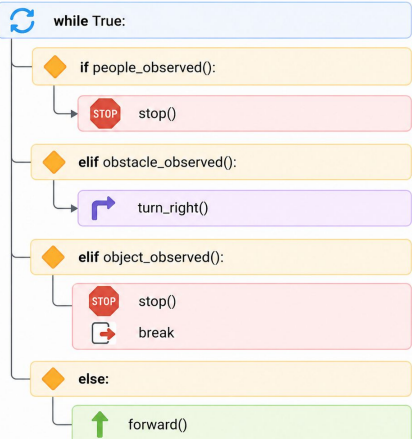 while True:
if people_observed():
STOP stop()
elif obstacle_observed():
turn_right()
elif object_observed():
STOP stop()
break
else:
forward()